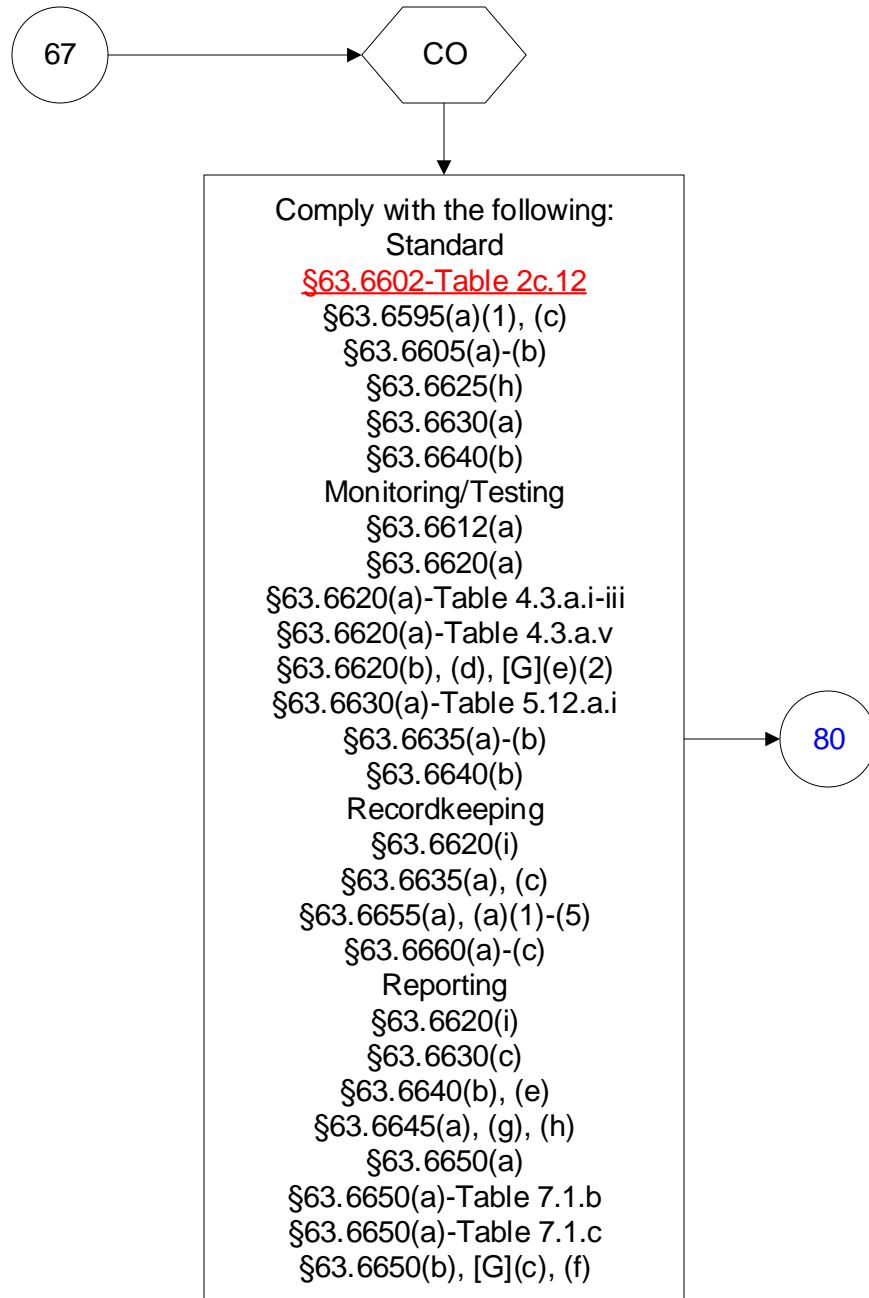 67
CO
Comply with the following:
Standard
§63.6602-Table 2c.12
§63.6595(a)(1), (c)
§63.6605(a)-(b)
§63.6625(h)
§63.6630(a)
§63.6640(b)
Monitoring/Testing
§63.6612(a)
§63.6620(a)
§63.6620(a)-Table 4.3.a.i-iii
§63.6620(a)-Table 4.3.a.v
§63.6620(b), (d), [G](e)(2)
§63.6630(a)-Table 5.12.a.i
§63.6635(a)-(b)
§63.6640(b)
Recordkeeping
§63.6620(i)
§63.6635(a), (c)
§63.6655(a), (a)(1)-(5)
§63.6660(a)-(c)
Reporting
§63.6620(i)
§63.6630(c)
§63.6640(b), (e)
§63.6645(a), (g), (h)
§63.6650(a)
§63.6650(a)-Table 7.1.b
§63.6650(a)-Table 7.1.c
§63.6650(b), [G](c), (f)
80